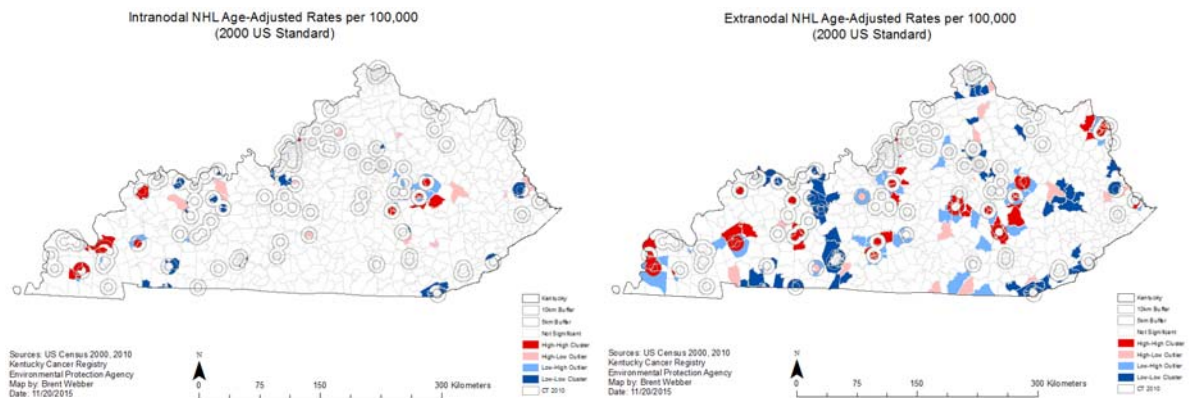 Intranodal NHL Age-Adjusted Rates per 100,000
(2000 US Standard)
Kentucky
10km Buffer
5km Buffer
Not Significant
High-High Cluster
High-Low Outlier
Low-High Outlier
Low-Low Cluster
CT 2010
Sources: US Census 2000, 2010
Kentucky Cancer Registry
Environmental Protection Agency
Map by: Brent Webber
Date: 11/20/2015
N
0 75 150 300 Kilometers
Extranodal NHL Age-Adjusted Rates per 100,000
(2000 US Standard)
Kentucky
10km Buffer
5km Buffer
Not Significant
High-High Cluster
High-Low Outlier
Low-High Outlier
Low-Low Cluster
CT 2010
Sources: US Census 2000, 2010
Kentucky Cancer Registry
Environmental Protection Agency
Map by: Brent Webber
Date: 11/20/2015
N
0 75 150 300 Kilometers